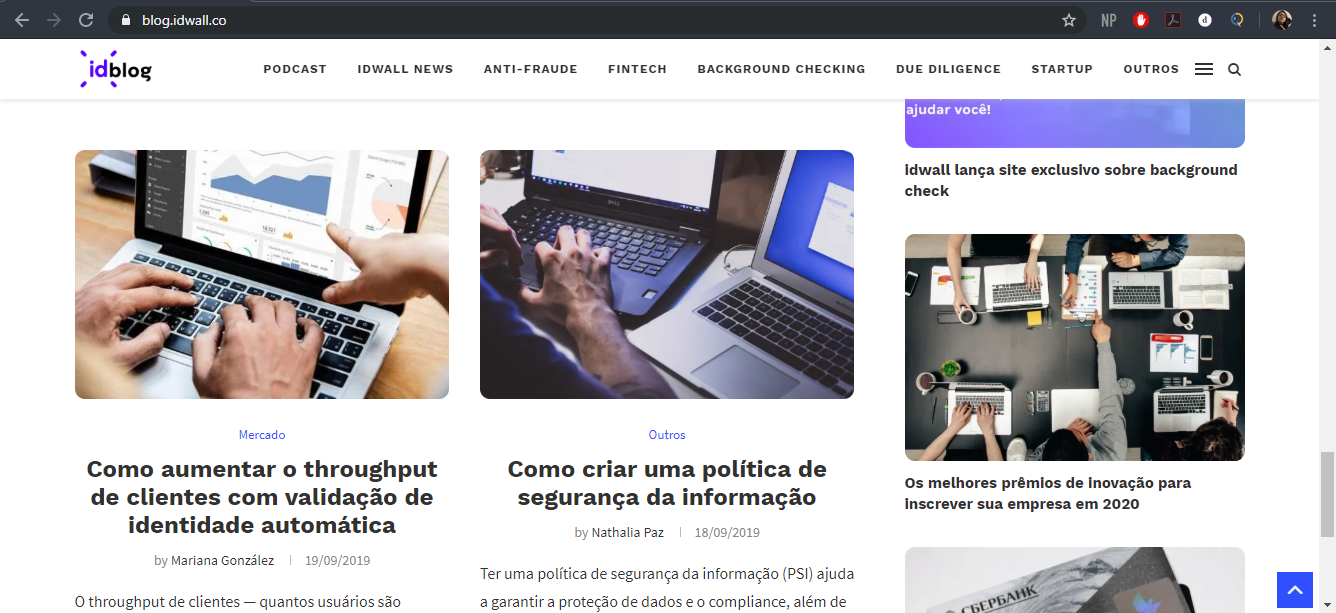 blog.idwall.co
NP
idblog
PODCAST
IDWALL NEWS
ANTI-FRAUDE
FINTECH
BACKGROUND CHECKING
DUE DILIGENCE
STARTUP
OUTROS
ajudar você!
idwall lança site exclusivo sobre background
check
Mercado
Como aumentar o throughput
de clientes com validação de
identidade automática
by Mariana González
19/09/2019
O throughput de clientes — quantos usuários são
Outros
Como criar uma política de
segurança da informação
by Nathalia Paz
18/09/2019
Ter uma política de segurança da informação (PSI) ajuda
a garantir a proteção de dados e o compliance, além de
Os melhores prêmios de inovação para
inscrever sua empresa em 2020
СБЕРБАНК